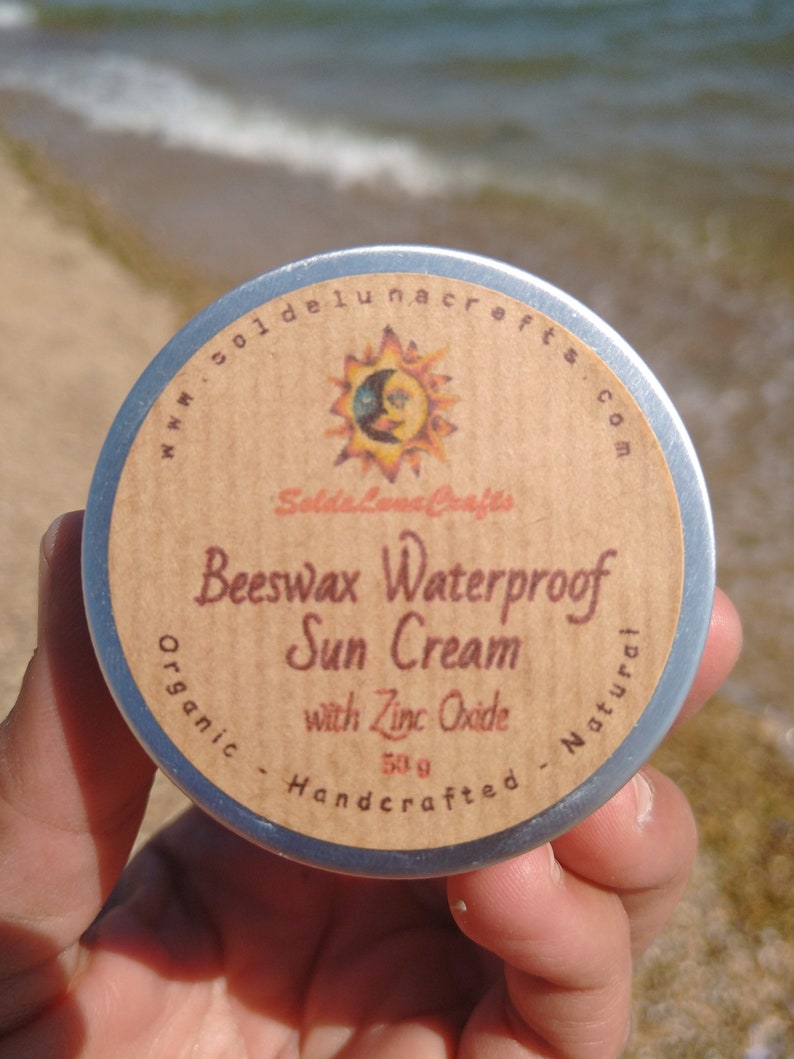 www.soldelunacrafts.com
SoldeLunaCrafts
Beeswax Waterproof
Sun Cream
with Zinc Oxide
50 g
Organic - Handcrafted - Natural